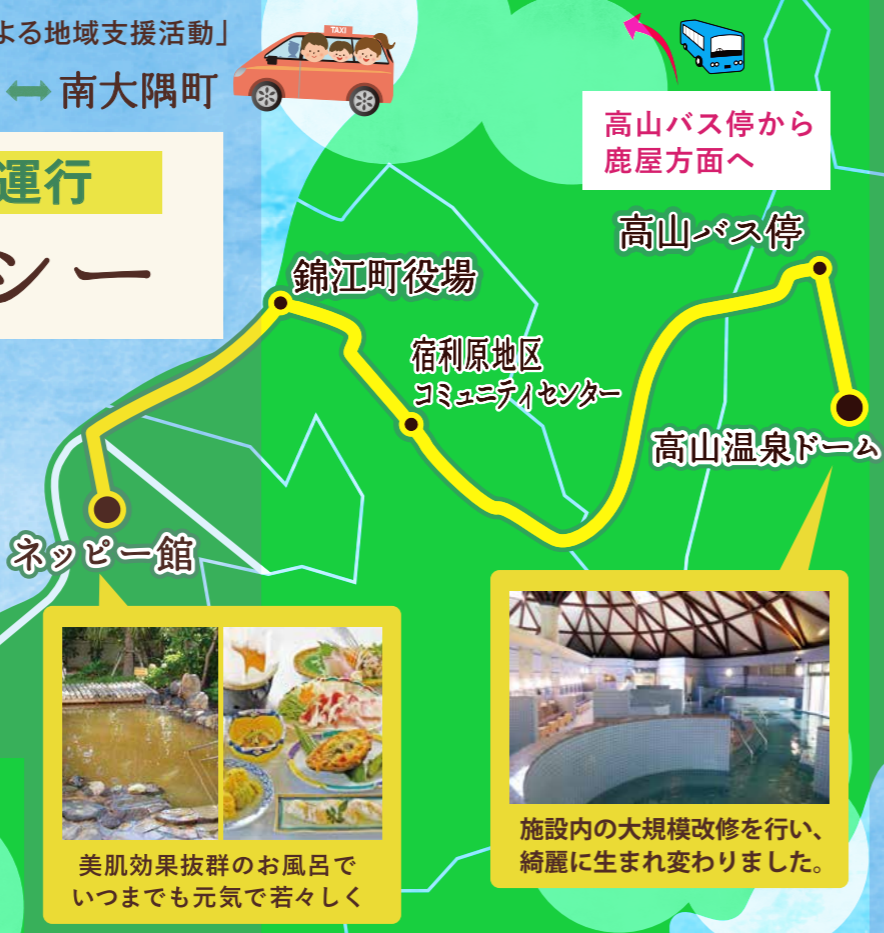 よる地域支援活動」
TAXI
↔南大隅町
運行
シー
高山バス停から
鹿屋方面へ
高山バス停
錦江町役場
宿利原地区
コミュニティセンター
高山温泉ドーム
ネッピー館
美肌効果抜群のお風呂で
いつまでも元気で若々しく
施設内の大規模改修を行い、
綺麗に生まれ変わりました。